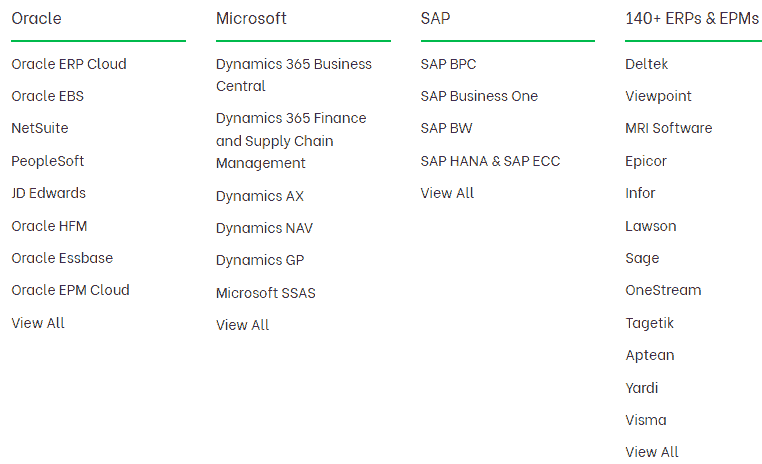 Oracle
Oracle ERP Cloud
Oracle EBS
NetSuite
PeopleSoft
JD Edwards
Oracle HFM
Oracle Essbase
Oracle EPM Cloud
View All
Microsoft
Dynamics 365 Business
Central
Dynamics 365 Finance
and Supply Chain
Management
Dynamics AX
Dynamics NAV
Dynamics GP
Microsoft SSAS
View All
SAP
SAP BPC
SAP Business One
SAP BW
SAP HANA & SAP ECC
View All
140+ ERPs & EPMs
Deltek
Viewpoint
MRI Software
Epicor
Infor
Lawson
Sage
OneStream
Tagetik
Aptean
Yardi
Visma
View All